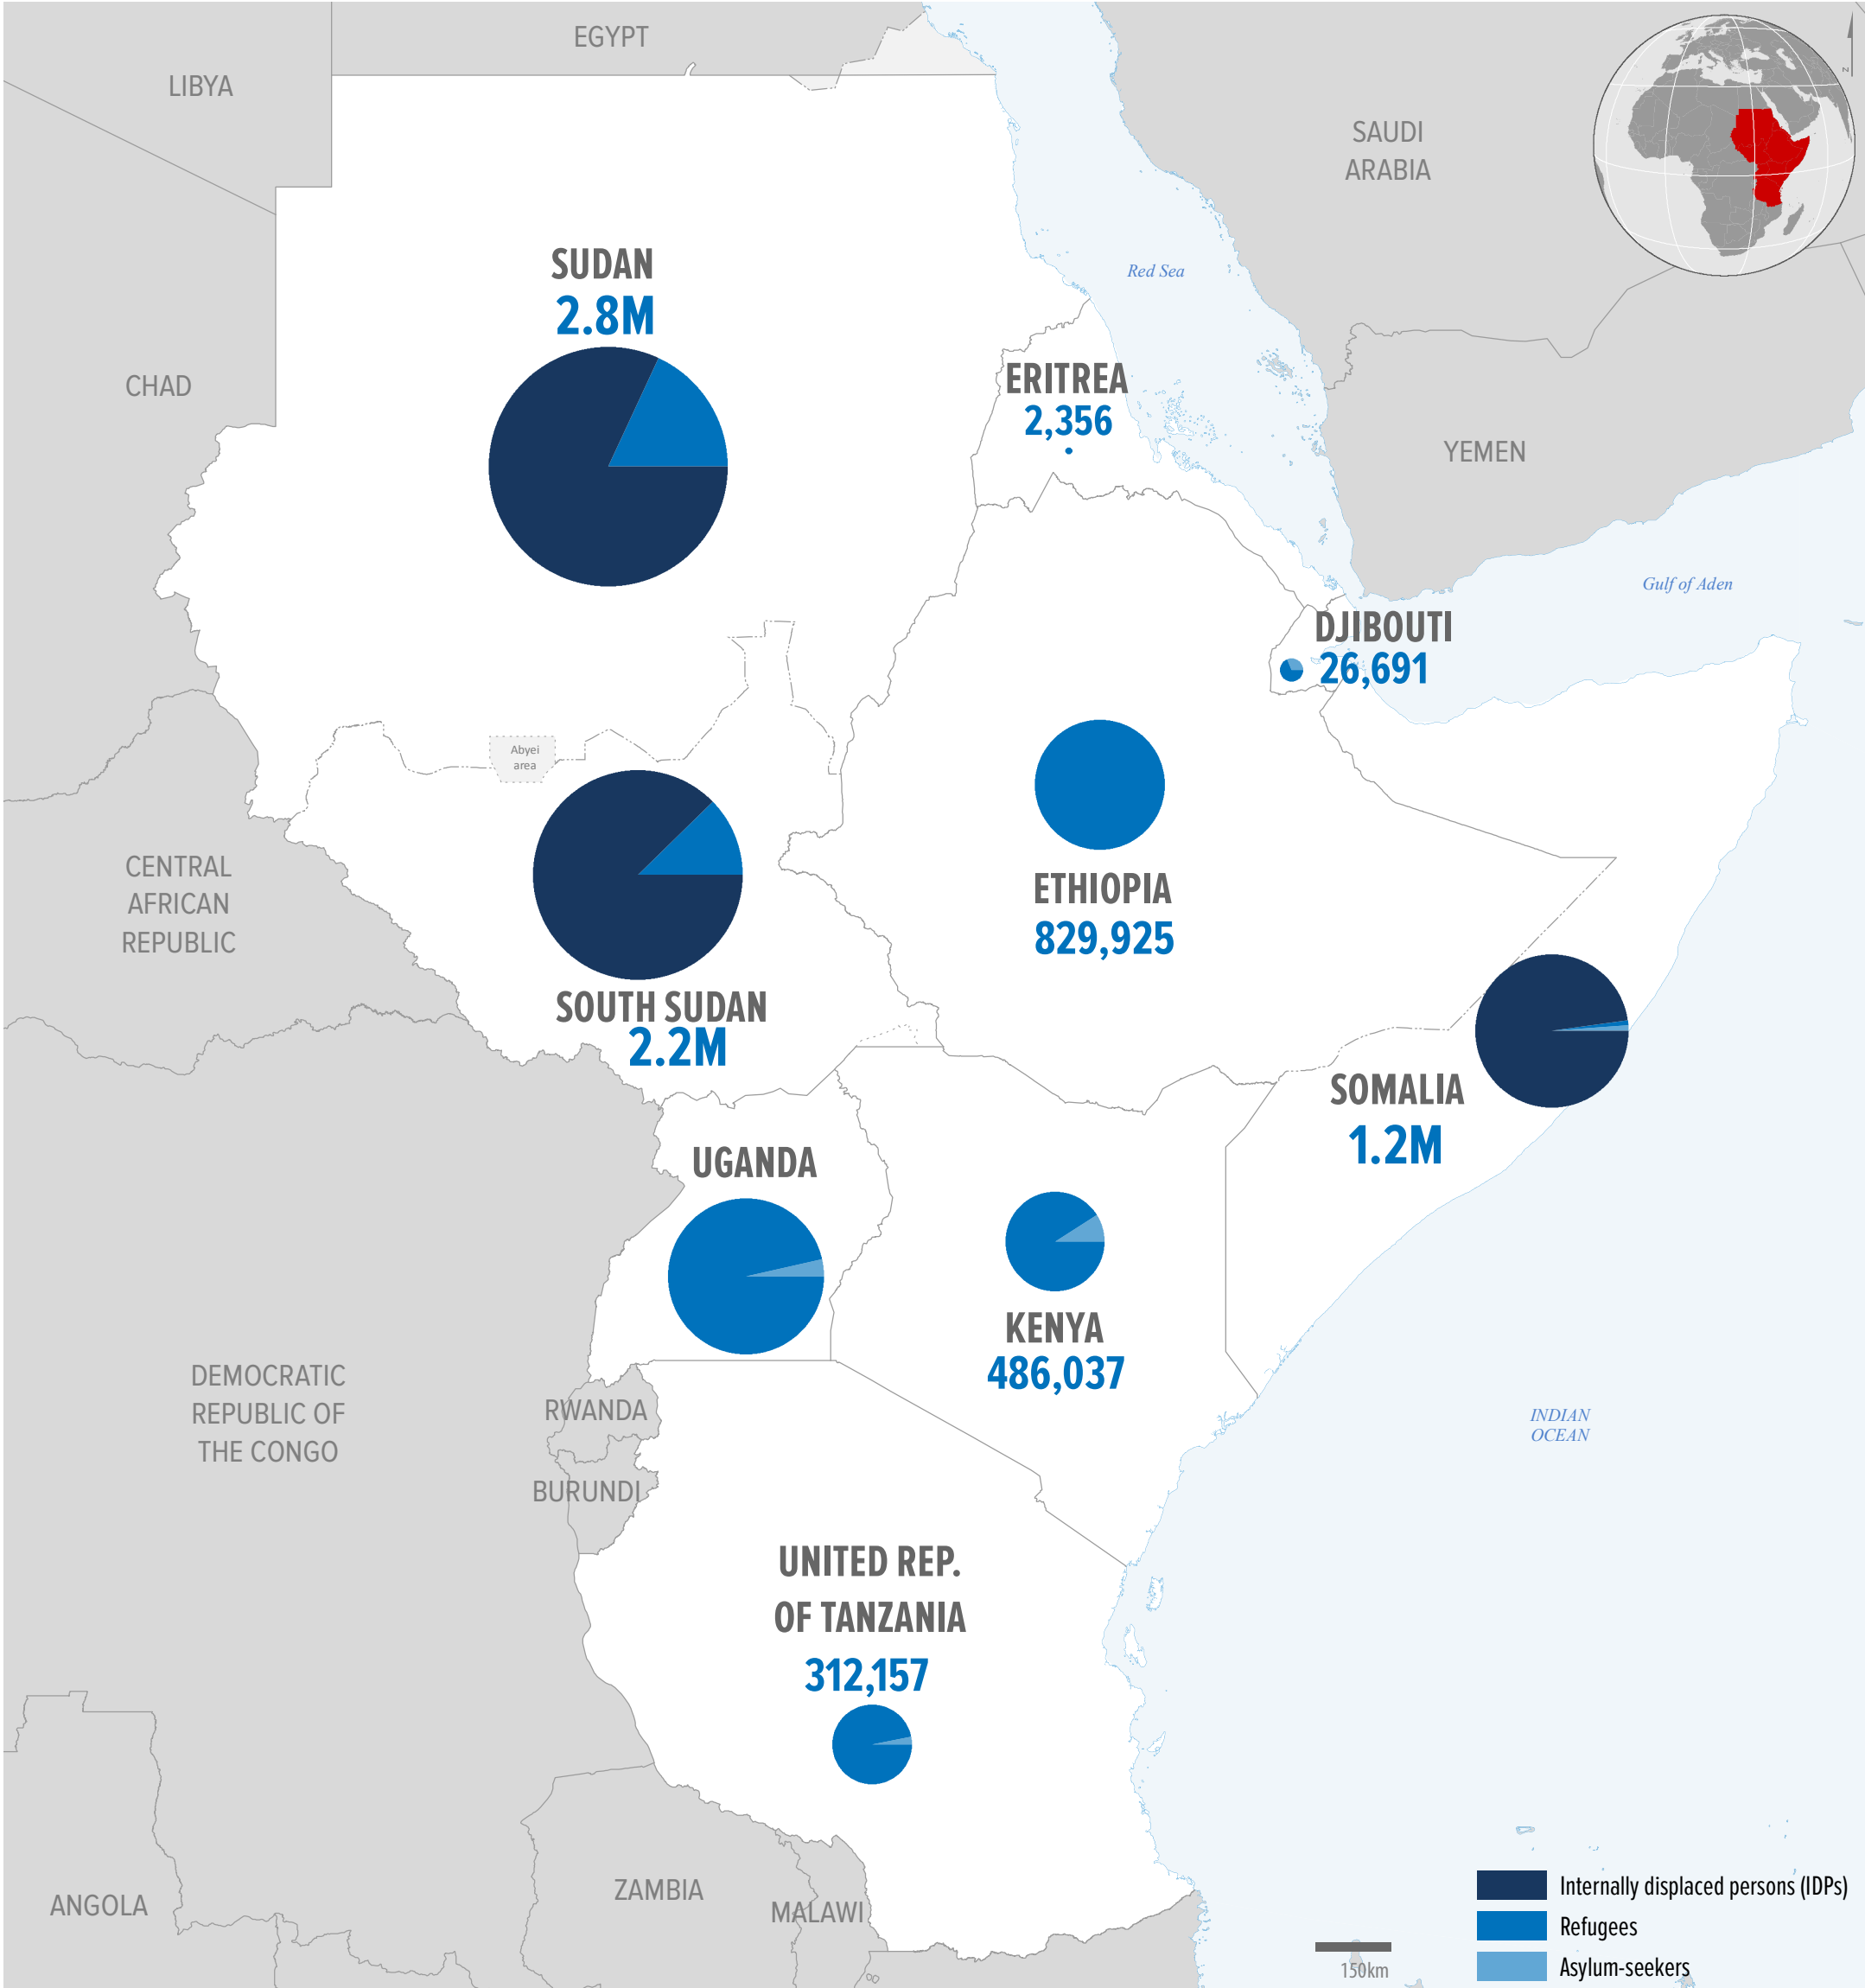 EGYPT
LIBYA
SAUDI
ARABIA
N
SUDAN
2.8M
Red Sea
CHAD
ERITREA
2,356
YEMEN
Gulf of Aden
DJIBOUTI
26,691
Abyei
area
CENTRAL
AFRICAN
REPUBLIC
ETHIOPIA
829,925
SOUTH SUDAN
2.2M
SOMALIA
1.2M
UGANDA
KENYA
486,037
DEMOCRATIC
REPUBLIC OF
THE CONGO
RWANDA
BURUNDI
INDIAN
OCEAN
UNITED REP.
OF TANZANIA
312,157
ANGOLA
ZAMBIA
MALAWI
150km
Internally displaced persons (IDPs)
Refugees
Asylum-seekers